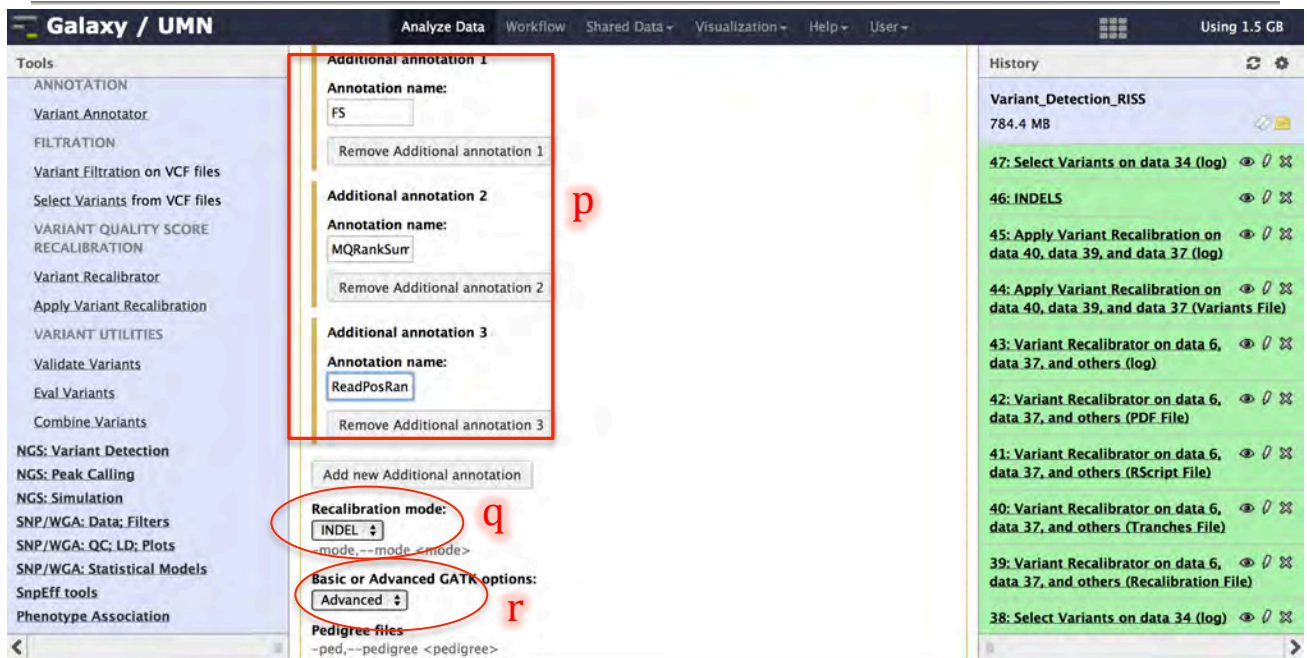 Galaxy / UMN
Analyze Data Workflow Shared Data Visualization Help User
Using 1.5 GB
Tools
ANNOTATION
Variant Annotator
FILTRATION
Variant Filtration on VCF files
Select Variants from VCF files
VARIANT QUALITY SCORE
RECALIBRATION
Variant Recalibrator
Apply Variant Recalibration
VARIANT UTILITIES
Validate Variants
Eval Variants
Combine Variants
NGS: Variant Detection
NGS: Peak Calling
NGS: Simulation
SNP/WGA: Data; Filters
SNP/WGA: QC; LD; Plots
SNP/WGA: Statistical Models
SnpEff tools
Phenotype Association
Additional annotation 1
Annotation name:
FS
Remove Additional annotation 1
Additional annotation 2
Annotation name:
MQRankSum
Remove Additional annotation 2
Additional annotation 3
Annotation name:
ReadPosRan
Remove Additional annotation 3
p
Add new Additional annotation
Recalibration mode:
INDEL
-mode,--mode <mode>
q
Basic or Advanced GATK options:
Advanced
r
Pedigree files
-ped,--pedigree <pedigree>
History
Variant_Detection_RISS
784.4 MB
47: Select Variants on data 34 (log)
46: INDELS
45: Apply Variant Recalibration on
data 40, data 39, and data 37 (log)
44: Apply Variant Recalibration on
data 40, data 39, and data 37 (Variants File)
43: Variant Recalibrator on data 6,
data 37, and others (log)
42: Variant Recalibrator on data 6,
data 37, and others (PDF File)
41: Variant Recalibrator on data 6,
data 37, and others (RScript File)
40: Variant Recalibrator on data 6,
data 37, and others (Tranches File)
39: Variant Recalibrator on data 6,
data 37, and others (Recalibration File)
38: Select Variants on data 34 (log)